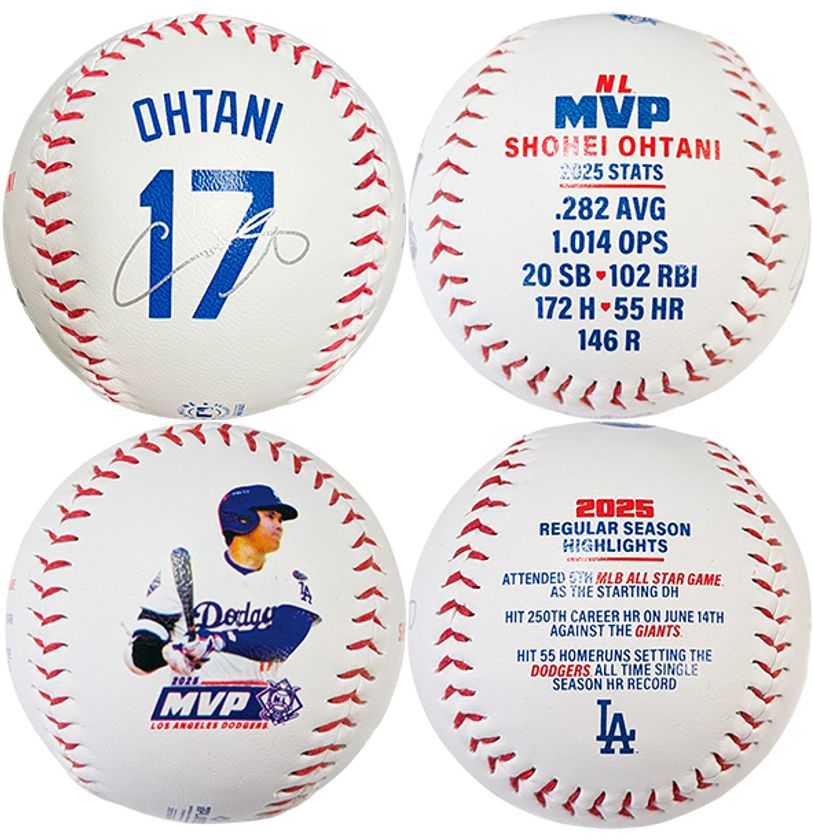 OHTANI
17
NL
MVP
SHOHEI OHTANI
2025 STATS
.282 AVG
1.014 OPS
20 SB 102 RBI
172 H 55 HR
146 R
Dodg
LA
2025
MVP
NL
LOS ANGELES DODGERS
2025
REGULAR SEASON
HIGHLIGHTS
ATTENDED 5TH MLB ALL STAR GAME
AS THE STARTING DH
HIT 250TH CAREER HR ON JUNE 14TH
AGAINST THE GIANTS
HIT 55 HOMERUNS SETTING THE
DODGERS ALL TIME SINGLE
SEASON HR RECORD
LA